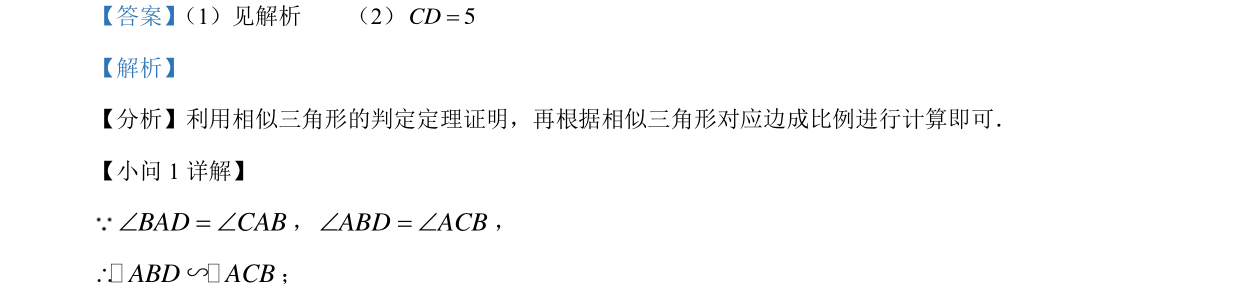 【答案】（1）见解析　　（2）CD = 5
【解析】
【分析】利用相似三角形的判定定理证明，再根据相似三角形对应边成比例进行计算即可．
【小问 1 详解】
∵∠BAD = ∠CAB，∠ABD = ∠ACB，
∴□ABD∽□ACB；